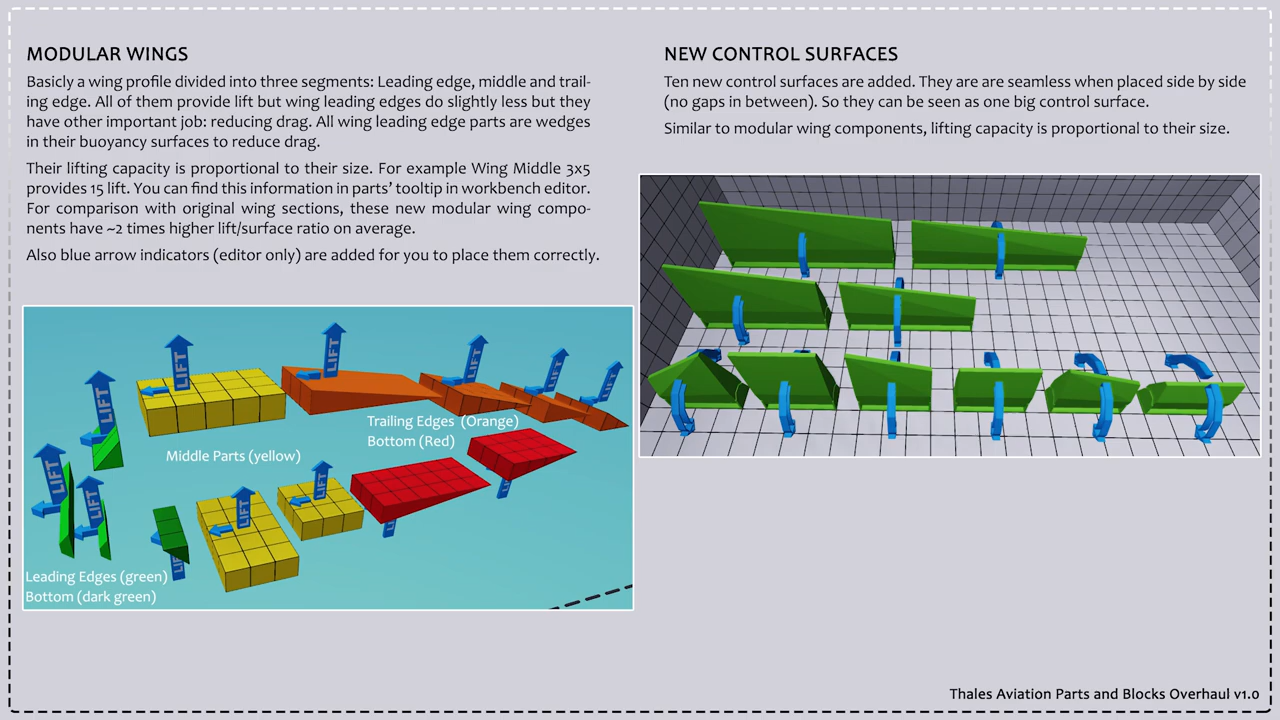 MODULAR WINGS
Basicly a wing profile divided into three segments: Leading edge, middle and trail-
ing edge. All of them provide lift but wing leading edges do slightly less but they
have other important job: reducing drag. All wing leading edge parts are wedges
in their buoyancy surfaces to reduce drag.
Their lifting capacity is proportional to their size. For example Wing Middle 3x5
provides 15 lift. You can find this information in parts' tooltip in workbench editor.
For comparison with original wing sections, these new modular wing compo-
nents have ~2 times higher lift/surface ratio on average.
Also blue arrow indicators (editor only) are added for you to place them correctly.
LIFT
LIFT
LIFT
LIFT
LIFT
LIFT
Trailing Edges (Orange)
Bottom (Red)
Middle Parts (yellow)
LIFT
LIFT
LIFT
LIFT
LIFT
LIFT
LIFT
Leading Edges (green)
Bottom (dark green)
NEW CONTROL SURFACES
Ten new control surfaces are added. They are are seamless when placed side by side
(no gaps in between). So they can be seen as one big control surface.
Similar to modular wing components, lifting capacity is proportional to their size.
Thales Aviation Parts and Blocks Overhaul v1.0